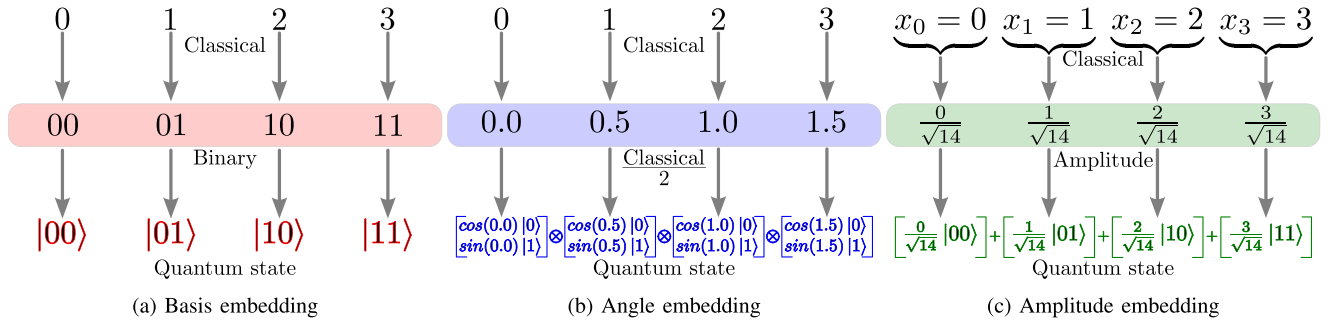 0 1 2 3
Classical
00 01 10 11
Binary
|00⟩ |01⟩ |10⟩ |11⟩
Quantum state
(a) Basis embedding
0 1 2 3
Classical
0.0 0.5 1.0 1.5
Classical
2
cos(0.0)|0⟩ ⊗ cos(0.5)|0⟩ ⊗ cos(1.0)|0⟩ ⊗ cos(1.5)|0⟩
sin(0.0)|1⟩ sin(0.5)|1⟩ sin(1.0)|1⟩ sin(1.5)|1⟩
Quantum state
(b) Angle embedding
x₀ = 0 x₁ = 1 x₂ = 2 x₃ = 3
Classical
0/√14 1/√14 2/√14 3/√14
Amplitude
[0/√14 |00⟩] + [1/√14 |01⟩] + [2/√14 |10⟩] + [3/√14 |11⟩]
Quantum state
(c) Amplitude embedding